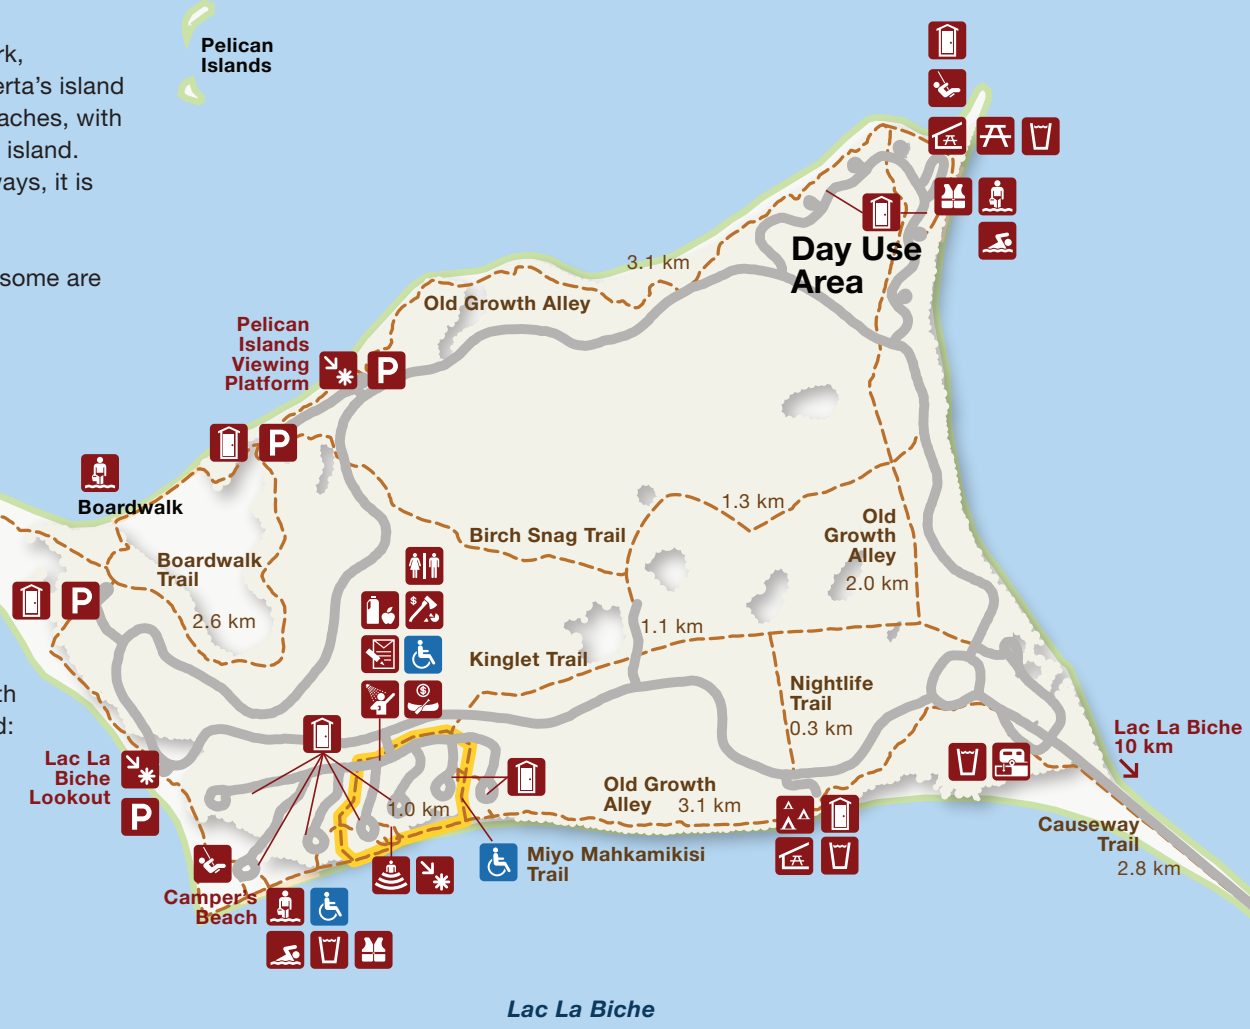 rk,
erta’s island
aches, with
island.
ays, it is
some are
th
d:
Pelican
Islands
Day Use
Area
3.1 km
Old Growth Alley
Pelican
Islands
Viewing
Platform
P
P
Boardwalk
Boardwalk
Trail
2.6 km
P
Birch Snag Trail
1.3 km
Old
Growth
Alley
2.0 km
$
1.1 km
Kinglet Trail
$
Nightlife
Trail
0.3 km
Lac La Biche
10 km
Lac La
Biche
Lookout
P
Old Growth
Alley 3.1 km
1.0 km
Causeway
Trail
2.8 km
Miyo Mahkamikisi
Trail
Camper’s
Beach
Lac La Biche